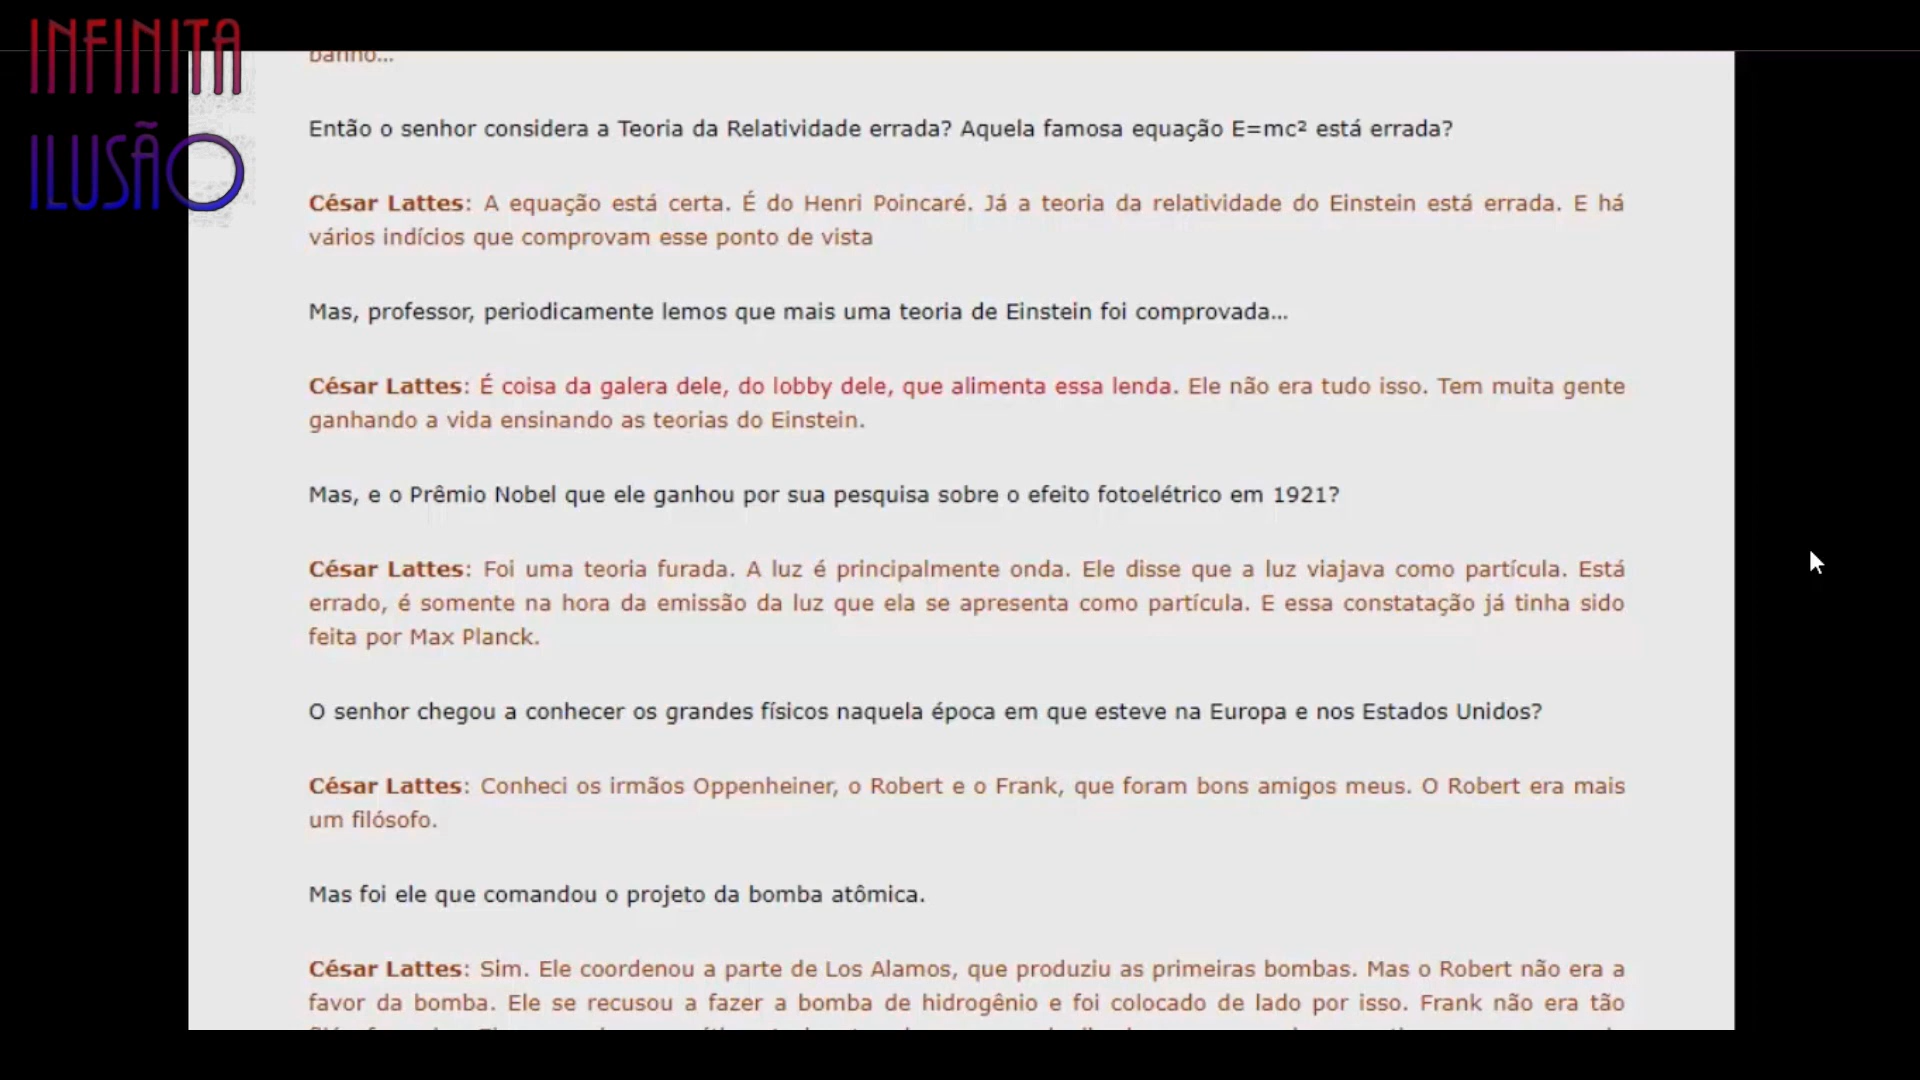 INFINITA
ILUSÃO
banho...
Então o senhor considera a Teoria da Relatividade errada? Aquela famosa equação E=mc² está errada?
César Lattes: A equação está certa. É do Henri Poincaré. Já a teoria da relatividade do Einstein está errada. E há
vários indícios que comprovam esse ponto de vista
Mas, professor, periodicamente lemos que mais uma teoria de Einstein foi comprovada...
César Lattes: É coisa da galera dele, do lobby dele, que alimenta essa lenda. Ele não era tudo isso. Tem muita gente
ganhando a vida ensinando as teorias do Einstein.
Mas, e o Prêmio Nobel que ele ganhou por sua pesquisa sobre o efeito fotoelétrico em 1921?
César Lattes: Foi uma teoria furada. A luz é principalmente onda. Ele disse que a luz viajava como partícula. Está
errado, é somente na hora da emissão da luz que ela se apresenta como partícula. E essa constatação já tinha sido
feita por Max Planck.
O senhor chegou a conhecer os grandes físicos naquela época em que esteve na Europa e nos Estados Unidos?
César Lattes: Conheci os irmãos Oppenheiner, o Robert e o Frank, que foram bons amigos meus. O Robert era mais
um filósofo.
Mas foi ele que comandou o projeto da bomba atômica.
César Lattes: Sim. Ele coordenou a parte de Los Alamos, que produziu as primeiras bombas. Mas o Robert não era a
favor da bomba. Ele se recusou a fazer a bomba de hidrogênio e foi colocado de lado por isso. Frank não era tão